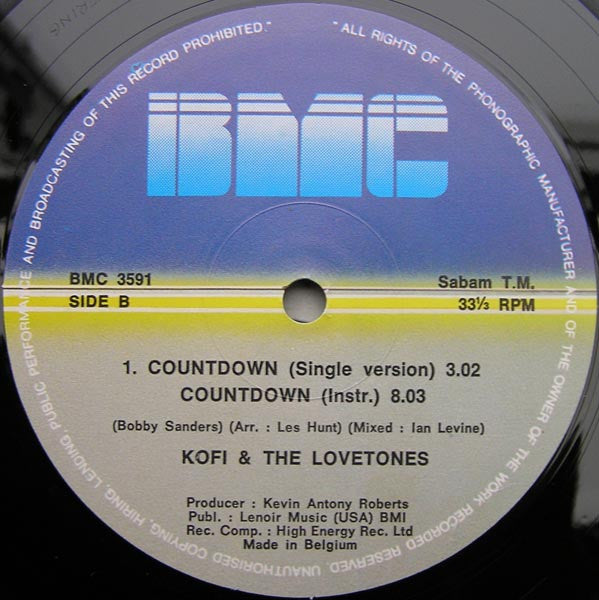 " ALL RIGHTS OF THE PHONOGRAPHIC MANUFACTURER AND OF THE OWNER OF THE WORK RECORDED RESERVED. UNAUTHORISED COPYING, HIRING, LENDING PUBLIC PERFORMANCE AND BROADCASTING OF THIS RECORD PROHIBITED."
BMC
BMC 3591
Sabam T.M.
SIDE B
33⅓ RPM
1. COUNTDOWN (Single version) 3.02
COUNTDOWN (Instr.) 8.03
(Bobby Sanders) (Arr. : Les Hunt) (Mixed : Ian Levine)
KOFI & THE LOVETONES
Producer : Kevin Antony Roberts
Publ. : Lenoir Music (USA) BMI
Rec. Comp. : High Energy Rec. Ltd
Made in Belgium